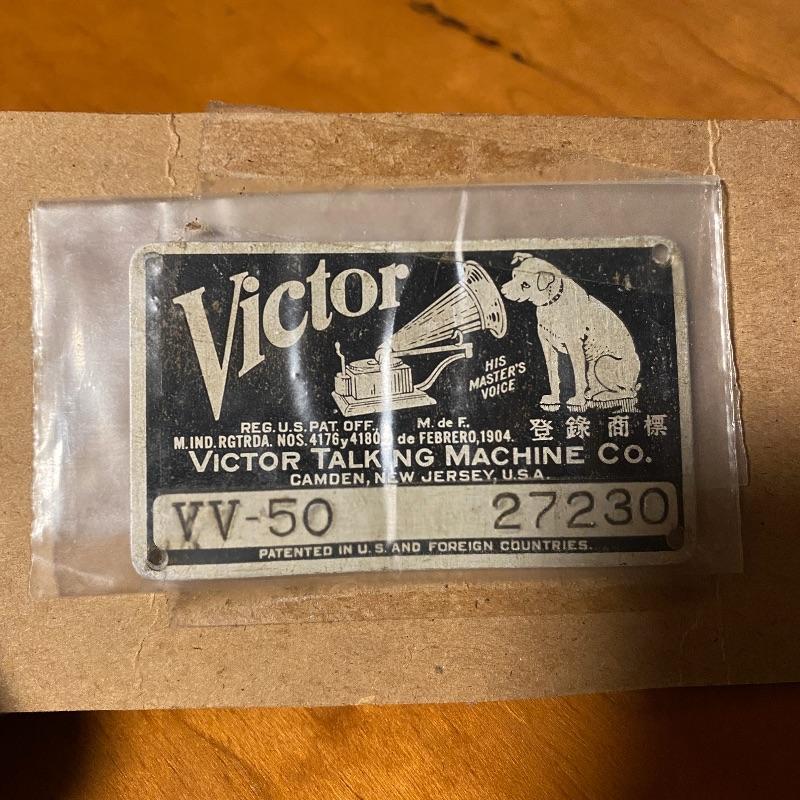 Victor
HIS
MASTER'S
VOICE
REG. U.S. PAT. OFF., M. de F.
M. IND. RGTRDA. NOS. 4176 y 4180 de FEBRERO, 1904.
登錄商標
VICTOR TALKING MACHINE CO.
CAMDEN, NEW JERSEY, U.S.A.
VV-50 27230
PATENTED IN U.S. AND FOREIGN COUNTRIES.